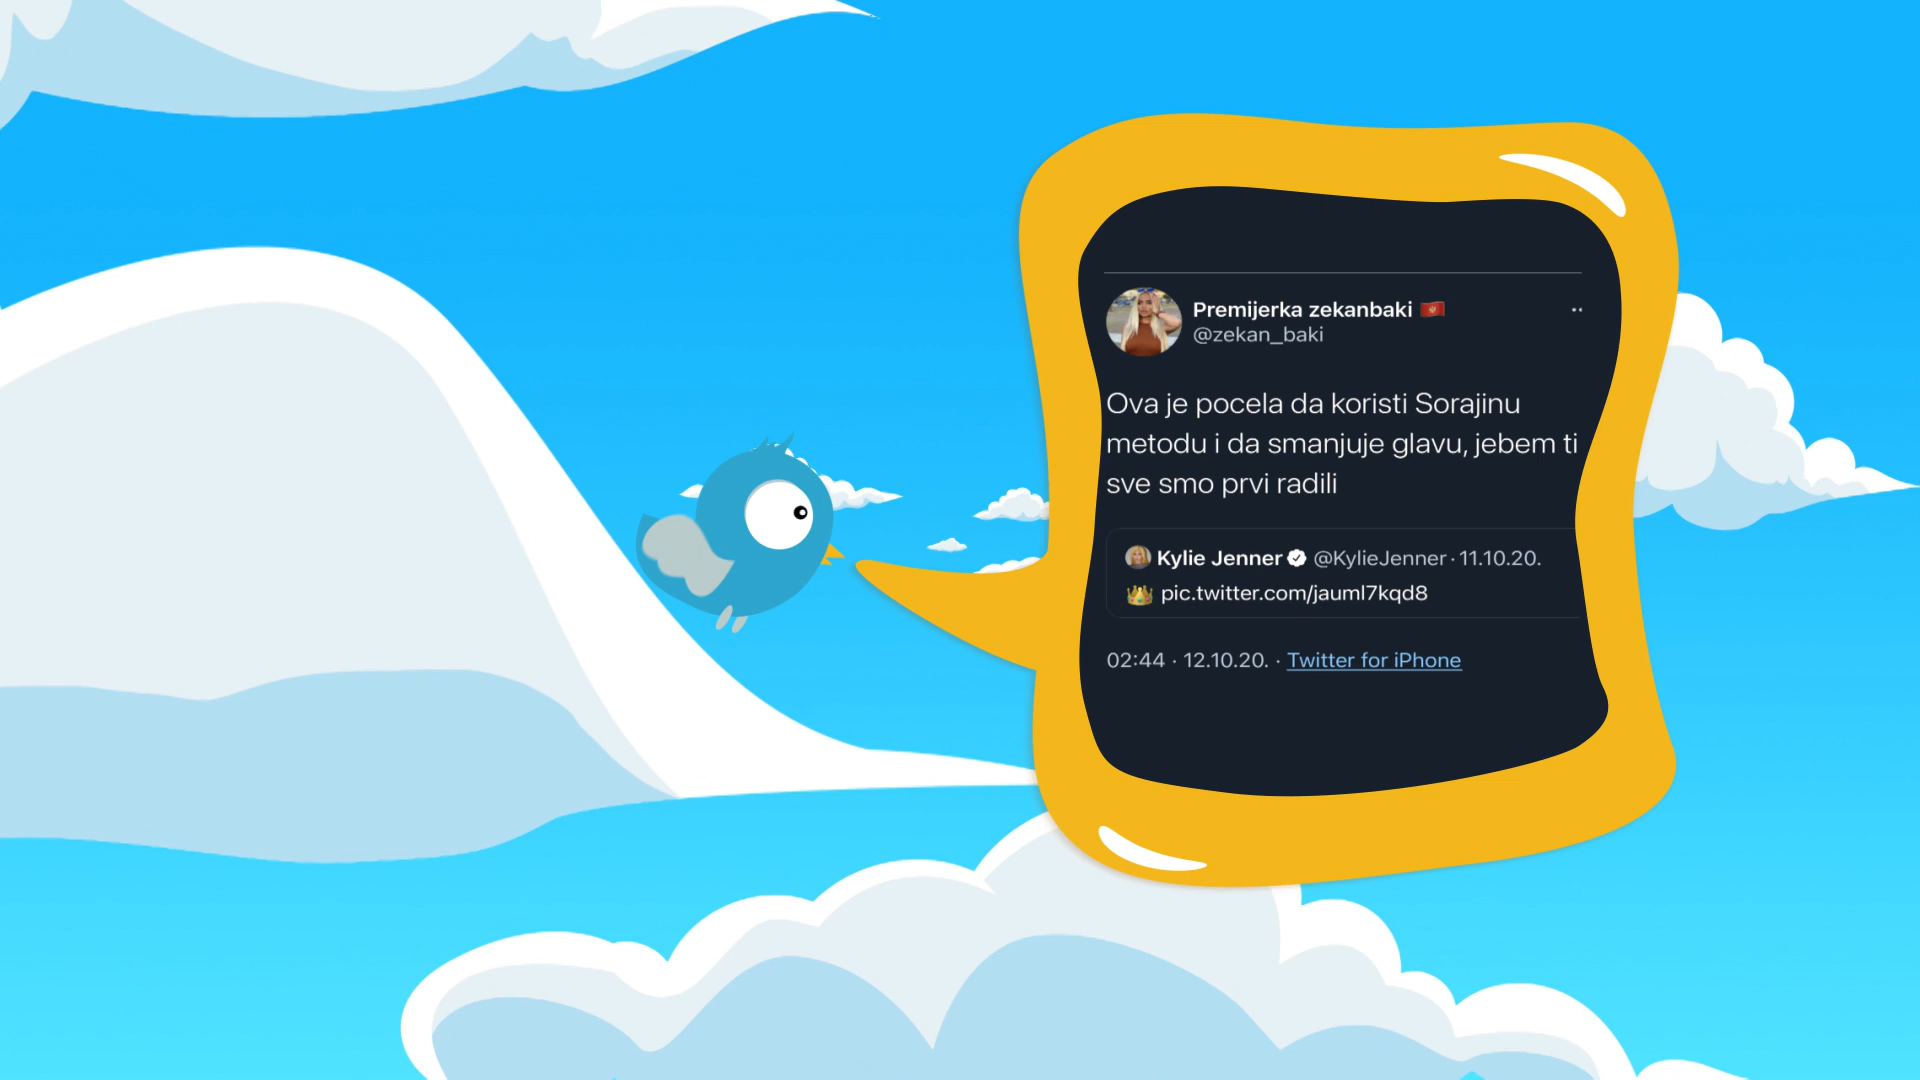 Premijerka zekanbaki 🇲🇪
@zekan_baki
Ova je pocela da koristi Sorajinu
metodu i da smanjuje glavu, jebem ti
sve smo prvi radili
Kylie Jenner @KylieJenner · 11.10.20.
👑 pic.twitter.com/jauml7kqd8
02:44 · 12.10.20. · Twitter for iPhone